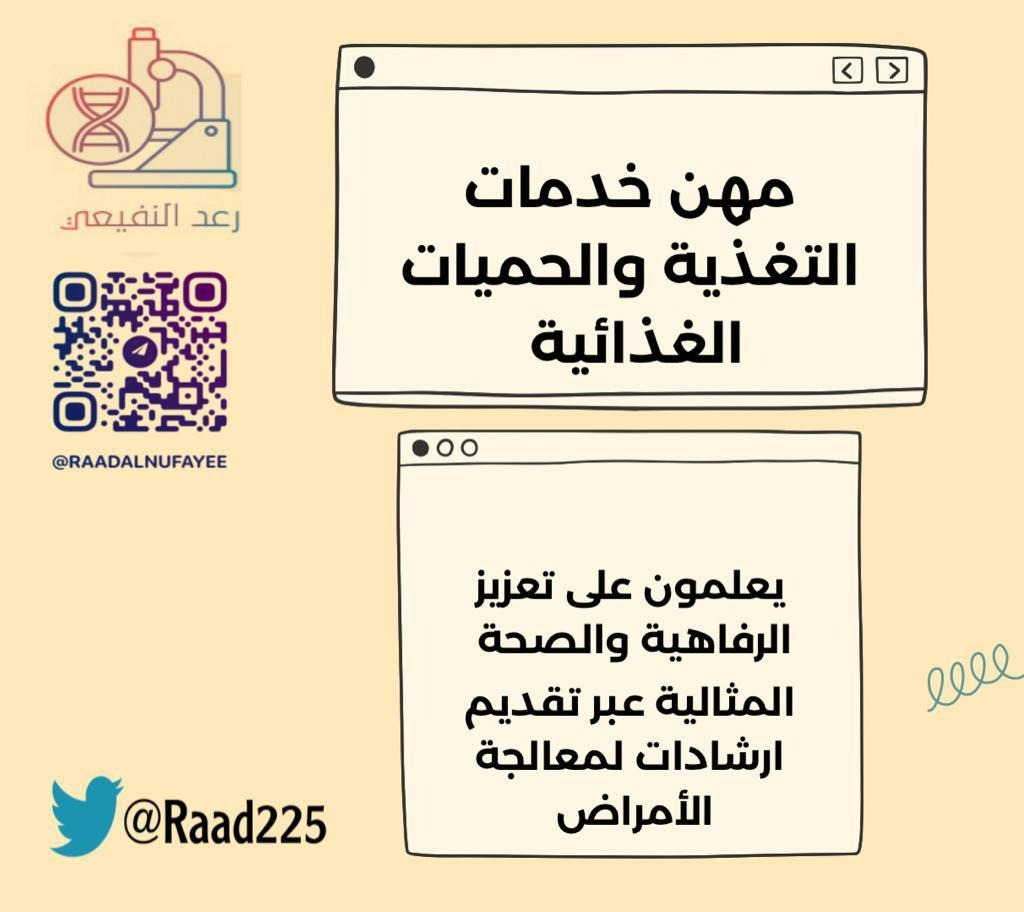 رعد النفيعي
@RAADALNUFAYEE
مهن خدمات
التغذية والحميات
الغذائية
يعلمون على تعزيز
الرفاهية والصحة
المثالية عبر تقديم
ارشادات لمعالجة
الأمراض
@Raad225